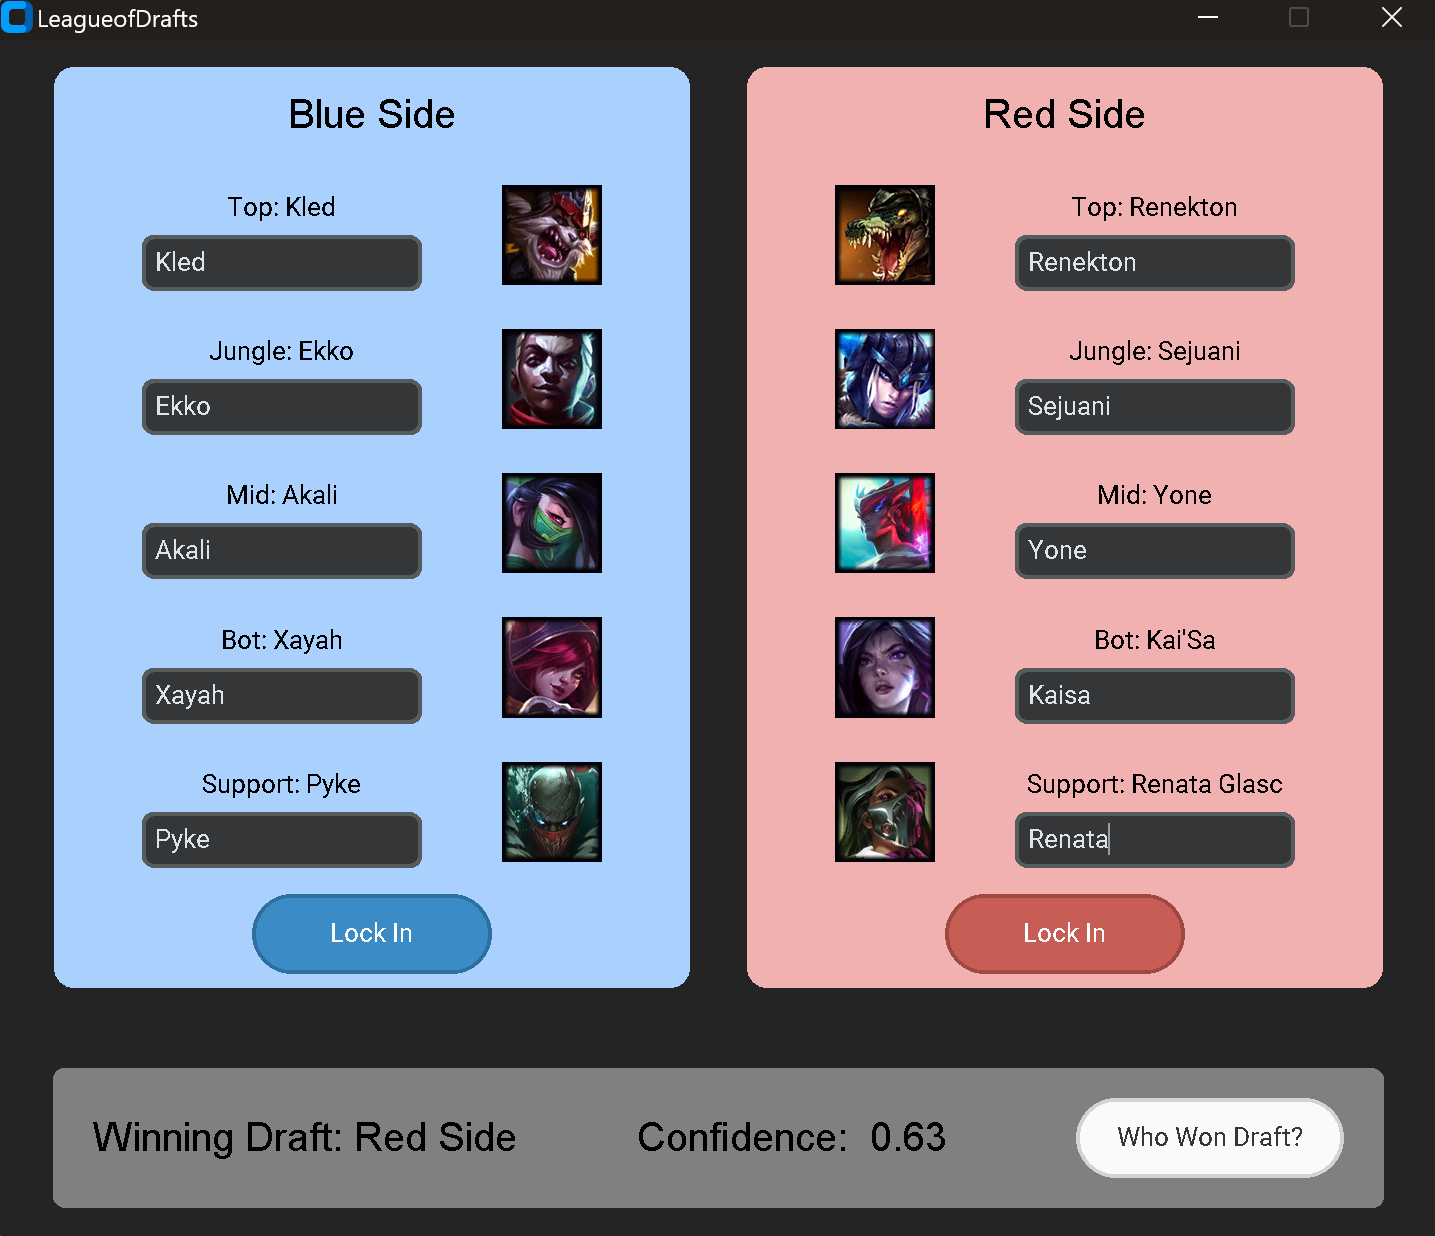 LeagueofDrafts
Blue Side
Top: Kled
Kled
Jungle: Ekko
Ekko
Mid: Akali
Akali
Bot: Xayah
Xayah
Support: Pyke
Pyke
Lock In
Red Side
Top: Renekton
Renekton
Jungle: Sejuani
Sejuani
Mid: Yone
Yone
Bot: Kai'Sa
Kaisa
Support: Renata Glasc
Renata
Lock In
Winning Draft: Red Side
Confidence: 0.63
Who Won Draft?